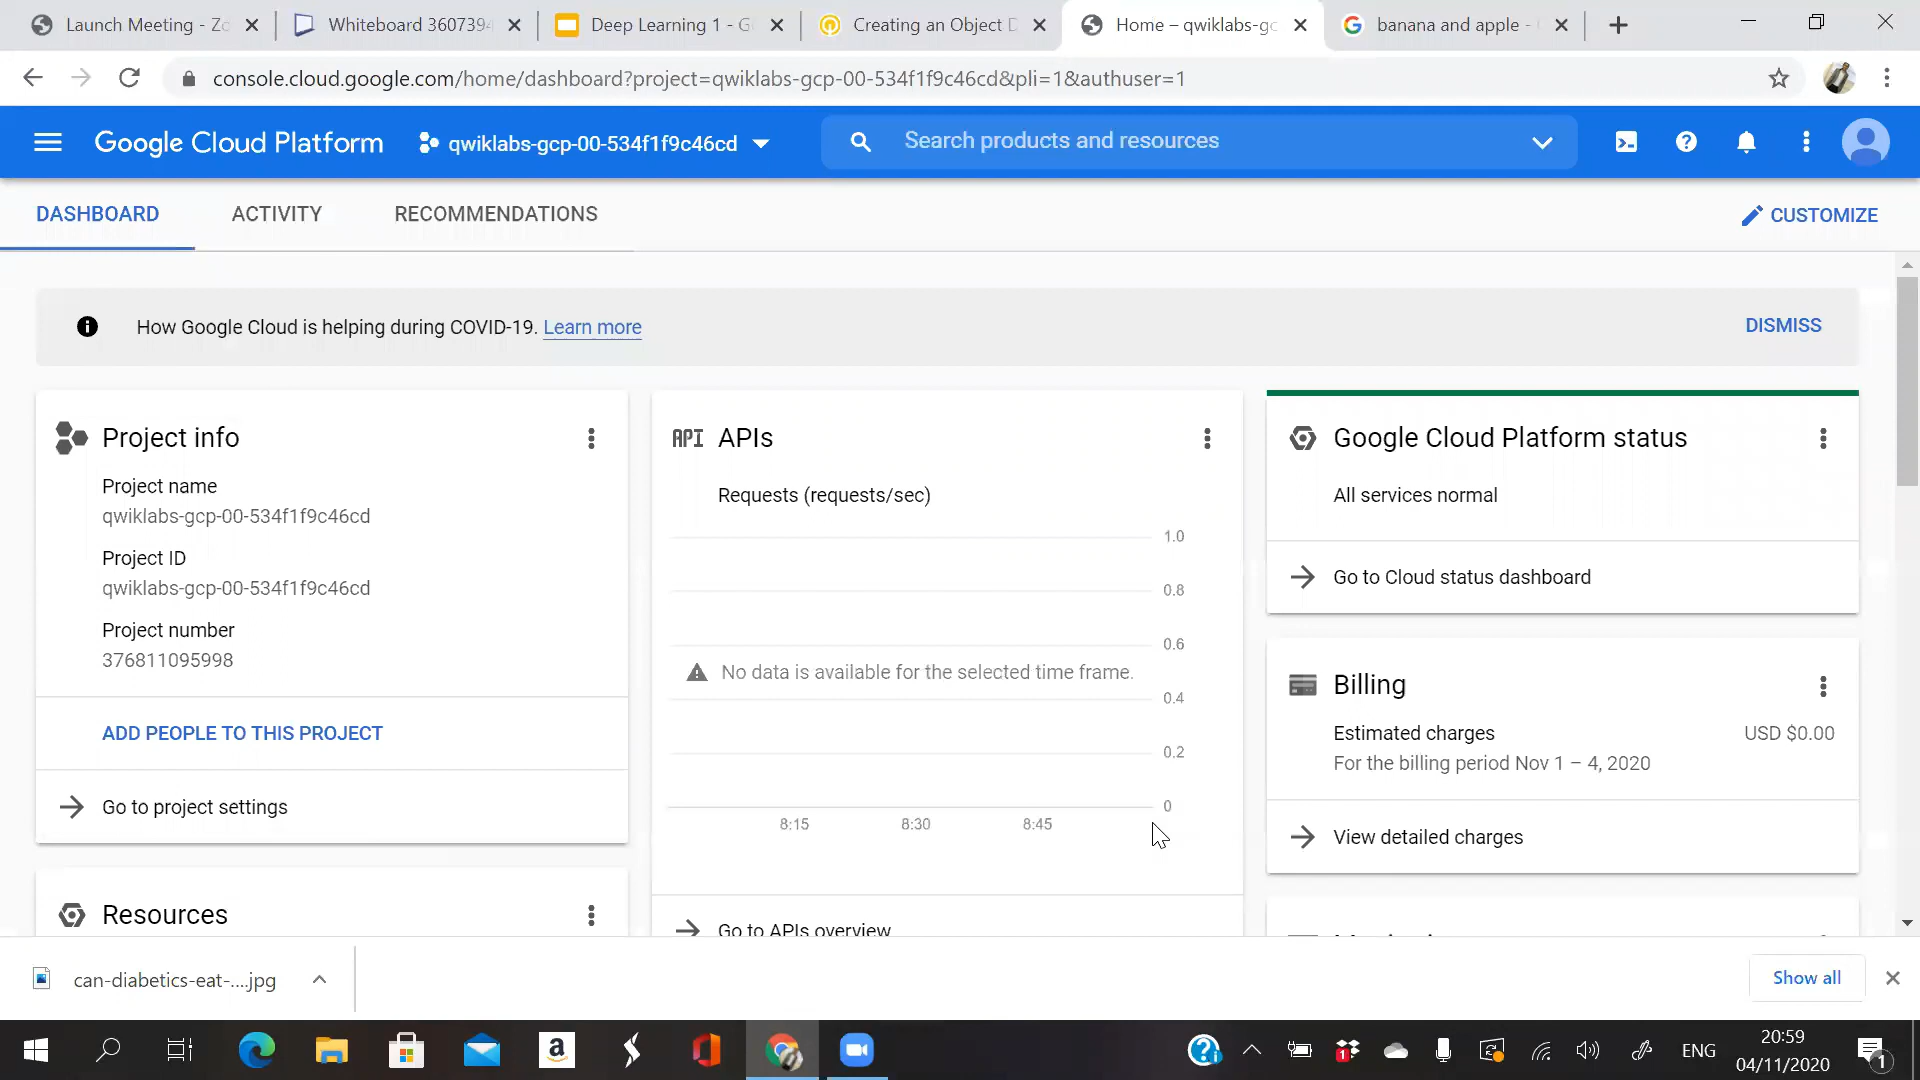 Launch Meeting - Zo
Whiteboard 360739
Deep Learning 1 - G
Creating an Object D
Home – qwiklabs-gc
banana and apple -
console.cloud.google.com/home/dashboard?project=qwiklabs-gcp-00-534f1f9c46cd&pli=1&authuser=1
Google Cloud Platform
qwiklabs-gcp-00-534f1f9c46cd
Search products and resources
DASHBOARD
ACTIVITY
RECOMMENDATIONS
CUSTOMIZE
How Google Cloud is helping during COVID-19. Learn more
DISMISS
Project info
Project name
qwiklabs-gcp-00-534f1f9c46cd
Project ID
qwiklabs-gcp-00-534f1f9c46cd
Project number
376811095998
ADD PEOPLE TO THIS PROJECT
Go to project settings
Resources
API APIs
Requests (requests/sec)
1.0
0.8
0.6
No data is available for the selected time frame.
0.4
0.2
0
8:15
8:30
8:45
Go to APIs overview
Google Cloud Platform status
All services normal
Go to Cloud status dashboard
Billing
Estimated charges
USD $0.00
For the billing period Nov 1 – 4, 2020
View detailed charges
can-diabetics-eat-....jpg
Show all
ENG
20:59
04/11/2020
1